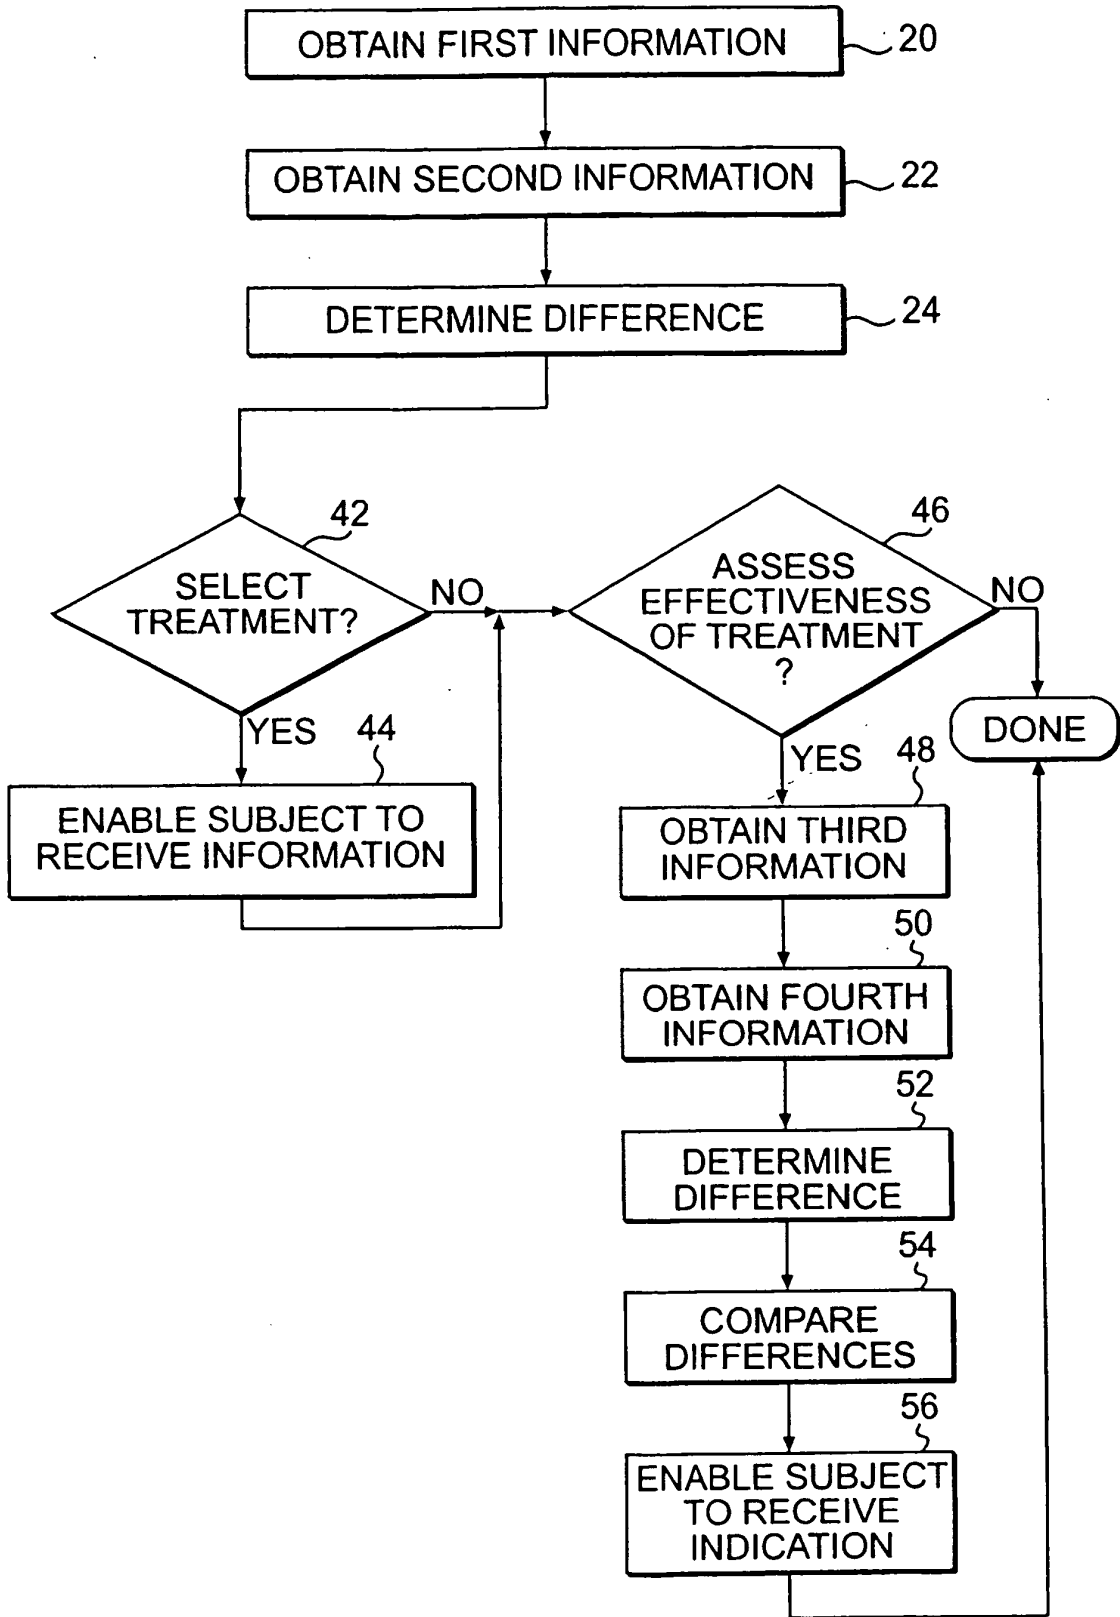 OBTAIN FIRST INFORMATION
20
OBTAIN SECOND INFORMATION
22
DETERMINE DIFFERENCE
24
42
SELECT
TREATMENT?
NO
YES
44
ENABLE SUBJECT TO
RECEIVE INFORMATION
46
ASSESS
EFFECTIVENESS
OF TREATMENT
?
NO
DONE
YES
48
OBTAIN THIRD
INFORMATION
50
OBTAIN FOURTH
INFORMATION
52
DETERMINE
DIFFERENCE
54
COMPARE
DIFFERENCES
56
ENABLE SUBJECT
TO RECEIVE
INDICATION